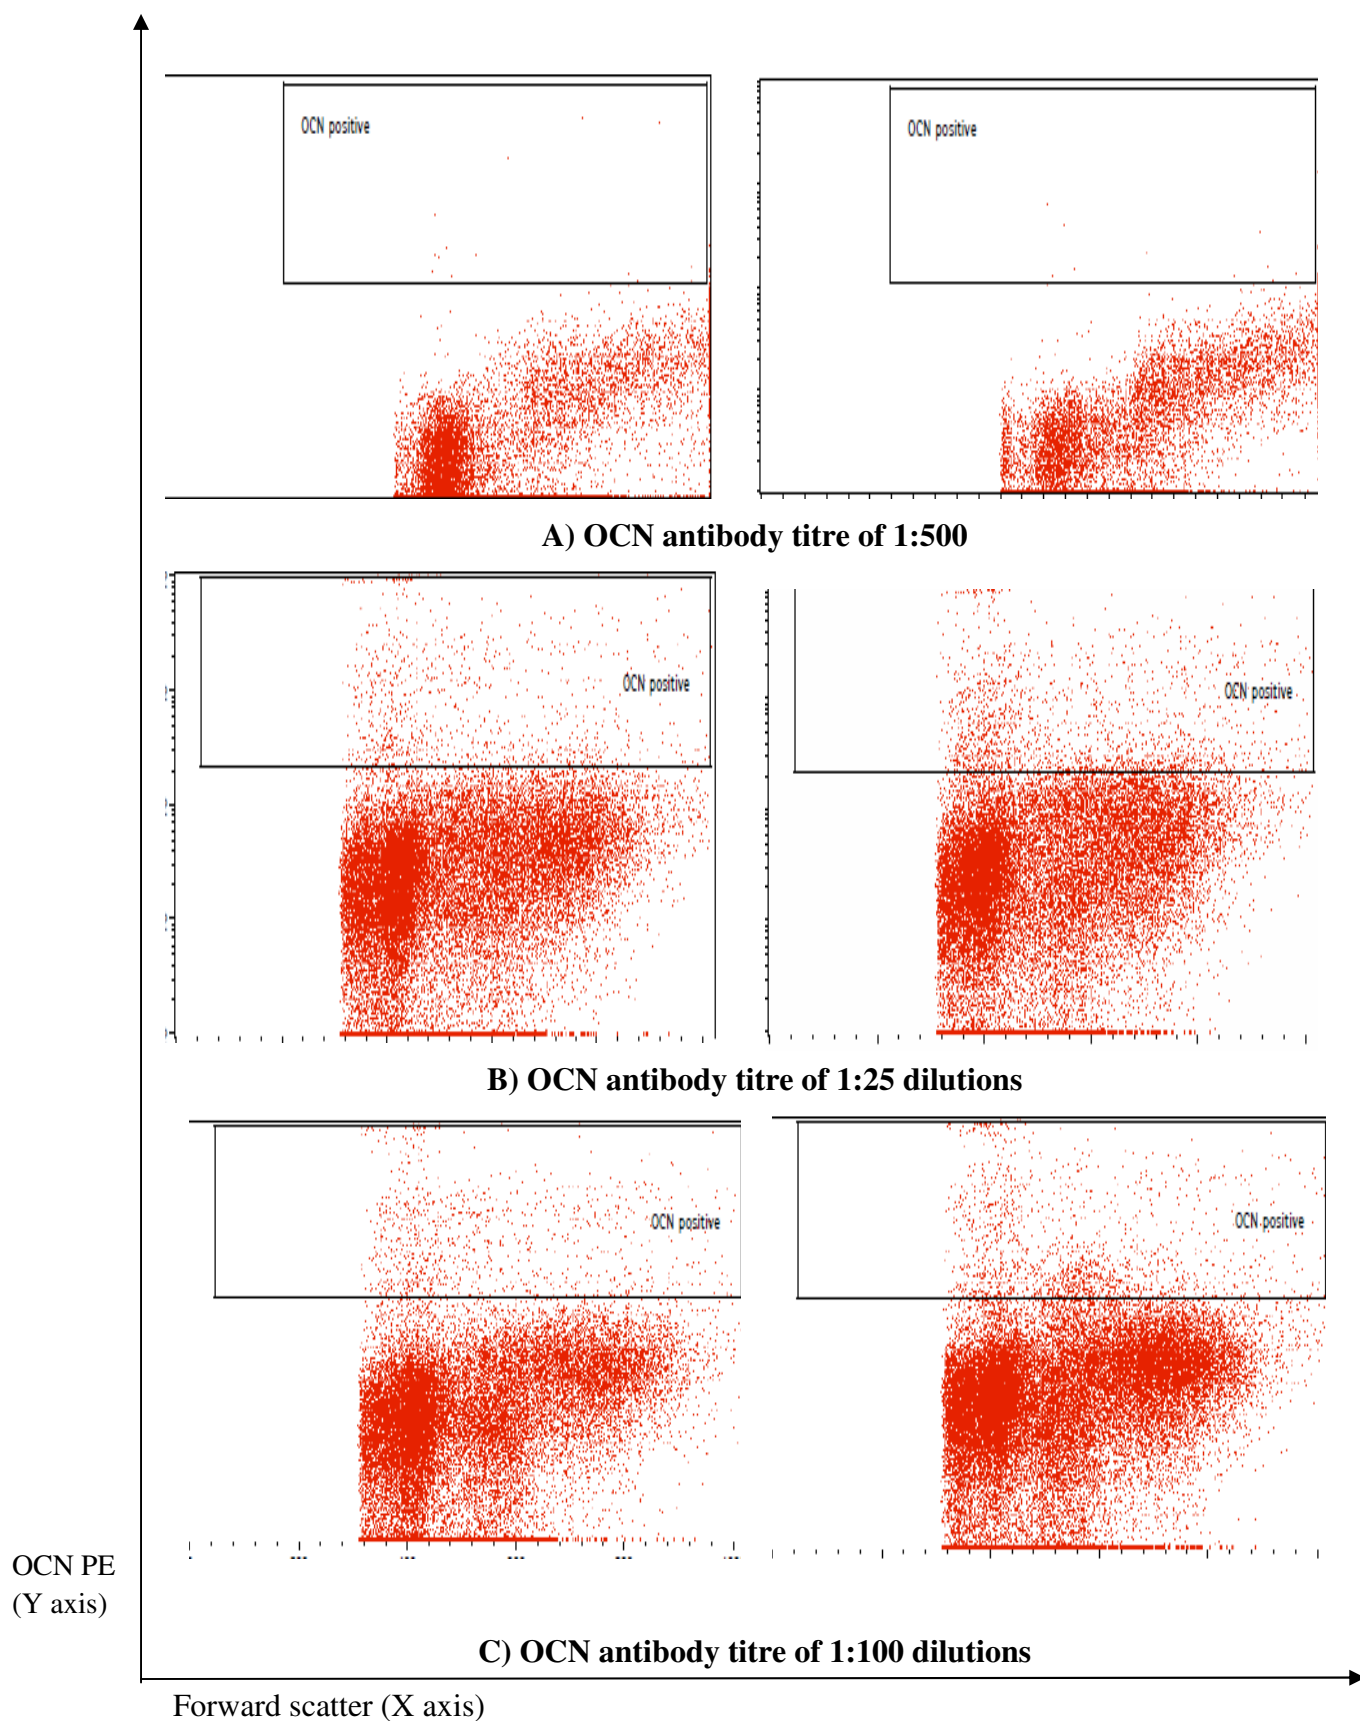 OCN positive
OCN positive
A) OCN antibody titre of 1:500
OCN positive
OCN positive
B) OCN antibody titre of 1:25 dilutions
OCN positive
OCN positive
OCN PE
(Y axis)
C) OCN antibody titre of 1:100 dilutions
Forward scatter (X axis)